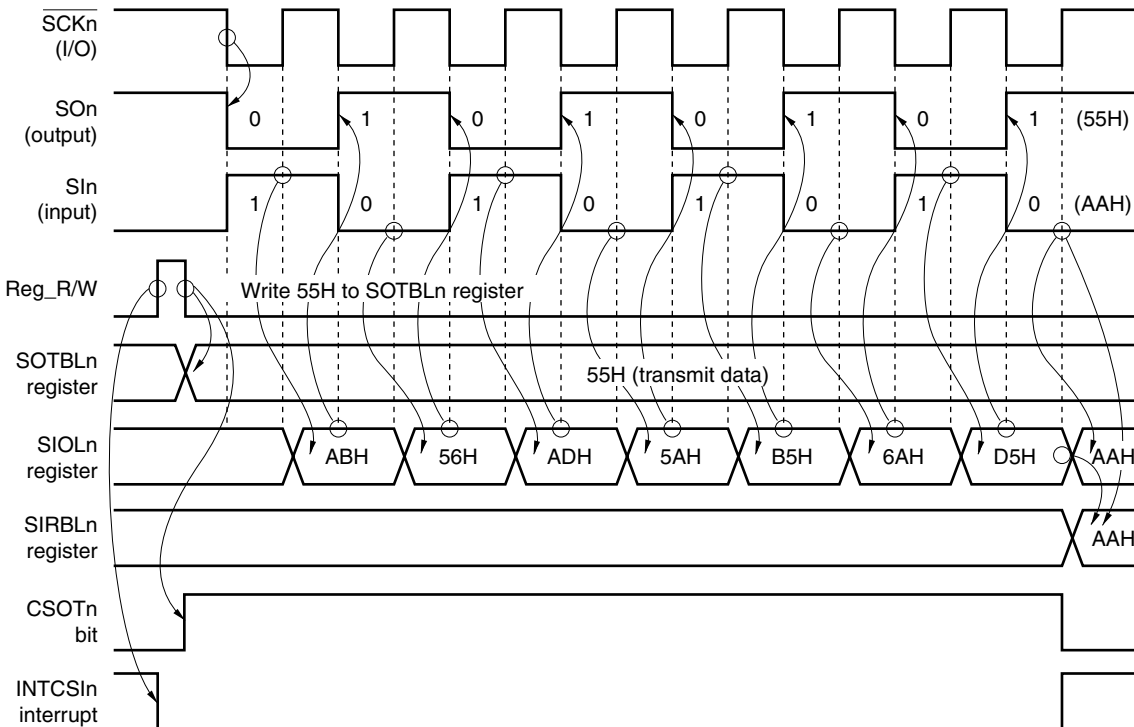 SCKn
(I/O)
SOn
(output)
0 1 0 1 0 1 0 1 (55H)
SIn
(input)
1 0 1 0 1 0 1 0 (AAH)
Reg_R/W
Write 55H to SOTBLn register
SOTBLn
register
55H (transmit data)
SIOLn
register
ABH 56H ADH 5AH B5H 6AH D5H AAH
SIRBLn
register
AAH
CSOTn
bit
INTCSIn
interrupt